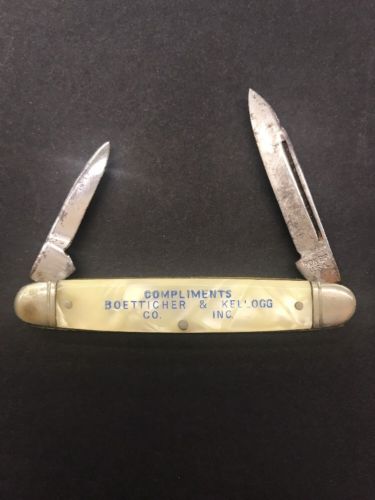 COMPLIMENTS
BOETTICHER & KELLOGG
CO. INC.